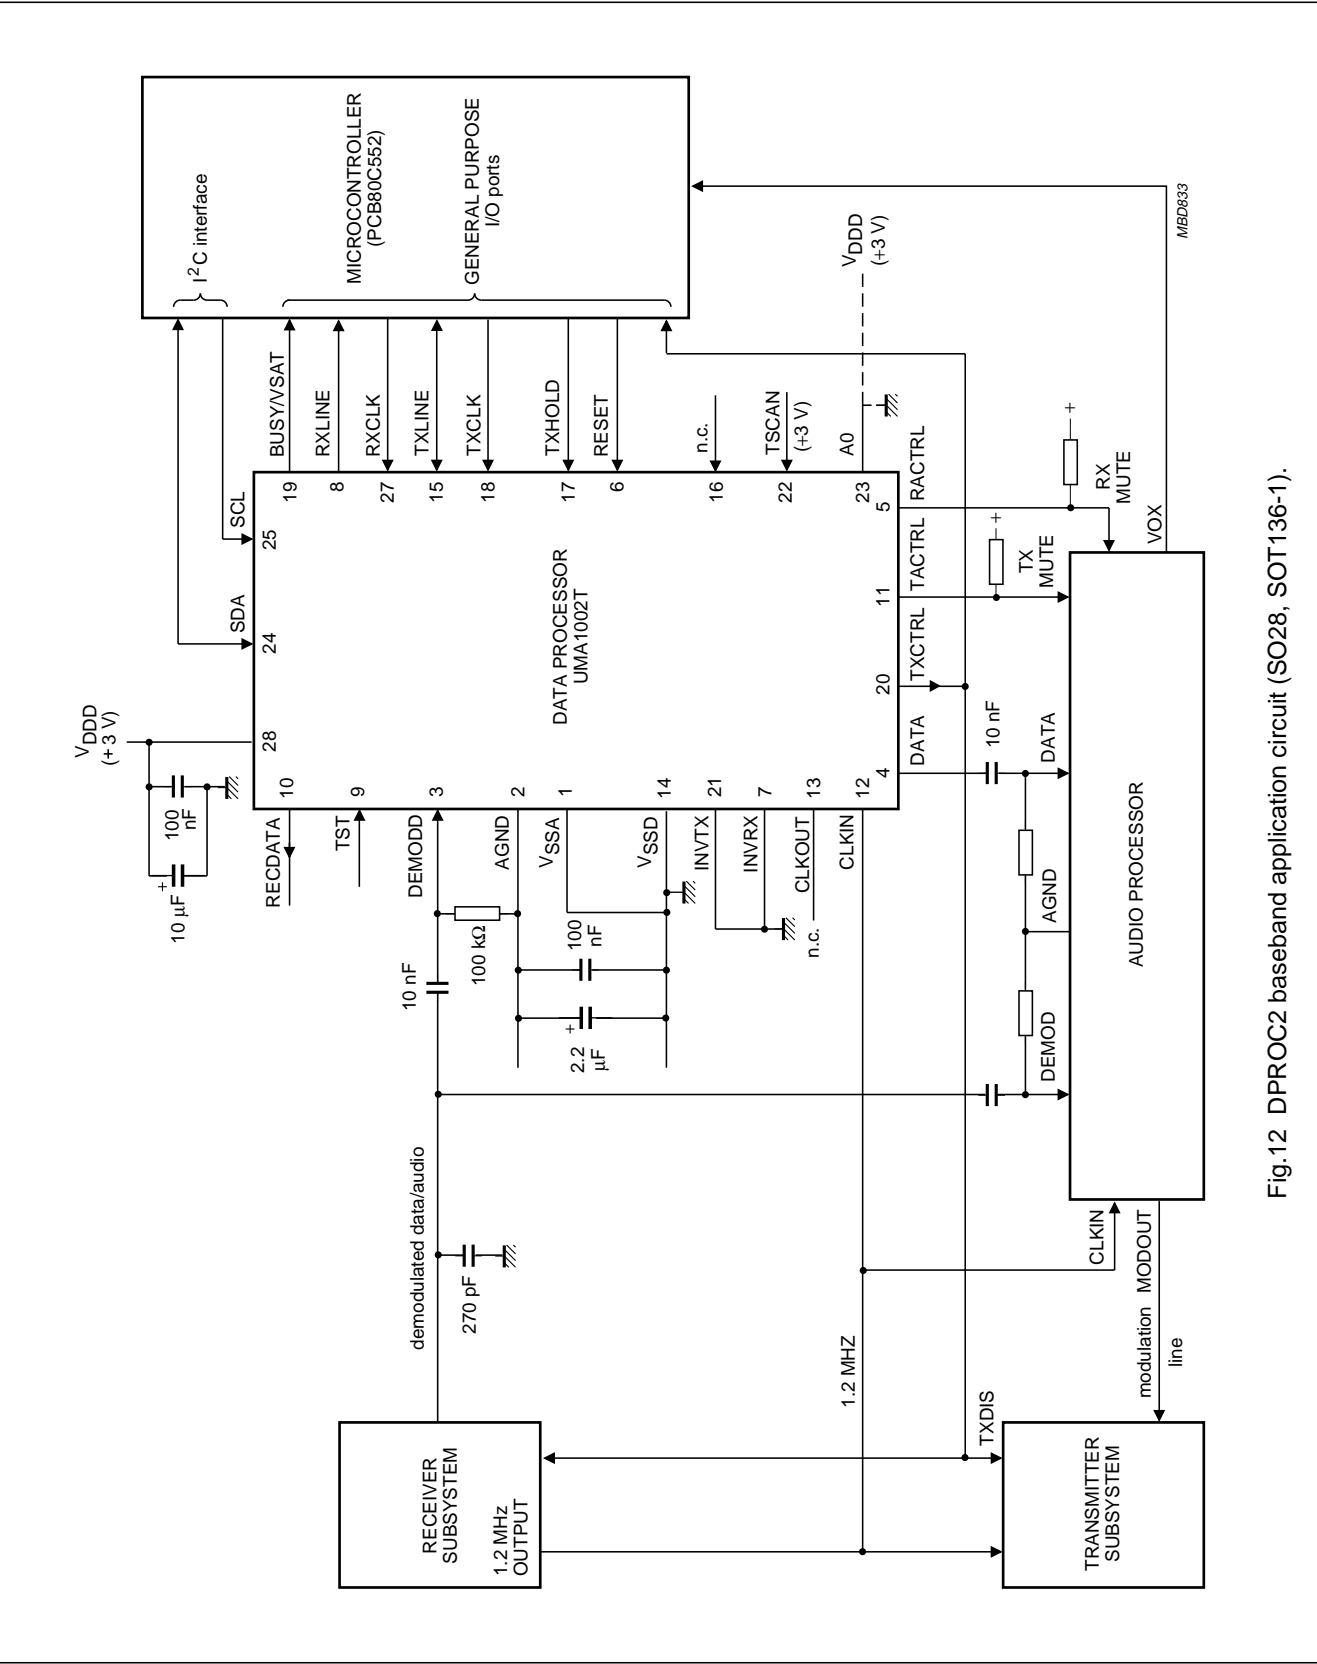 I2C interface
MICROCONTROLLER
(PCB80C552)
GENERAL PURPOSE
I/O ports
MBD833
VDDD
(+3 V)
BUSY/VSAT
RXLINE
RXCLK
TXLINE
TXCLK
TXHOLD
RESET
n.c.
TSCAN
(+3 V)
A0
SCL
SDA
VDDD
(+3 V)
100
nF
+
10 µF
25
24
28
19
8
27
15
18
17
6
16
22
23
DATA PROCESSOR
UMA1002T
5
11
20
4
10
9
3
2
1
14
21
7
13
12
RACTRL
TACTRL
TXCTRL
DATA
+
RX
MUTE
+
TX
MUTE
VOX
10 nF
DATA
AGND
DEMOD
AUDIO PROCESSOR
RECDATA
TST
DEMODD
AGND
VSSA
VSSD
INVTX
INVRX
CLKOUT
CLKIN
n.c.
10 nF
100 kΩ
100
nF
+
2.2
µF
demodulated data/audio
270 pF
1.2 MHZ
CLKIN
MODOUT
modulation
line
TXDIS
RECEIVER
SUBSYSTEM
1.2 MHz
OUTPUT
TRANSMITTER
SUBSYSTEM
Fig.12 DPROC2 baseband application circuit (SO28, SOT136-1).